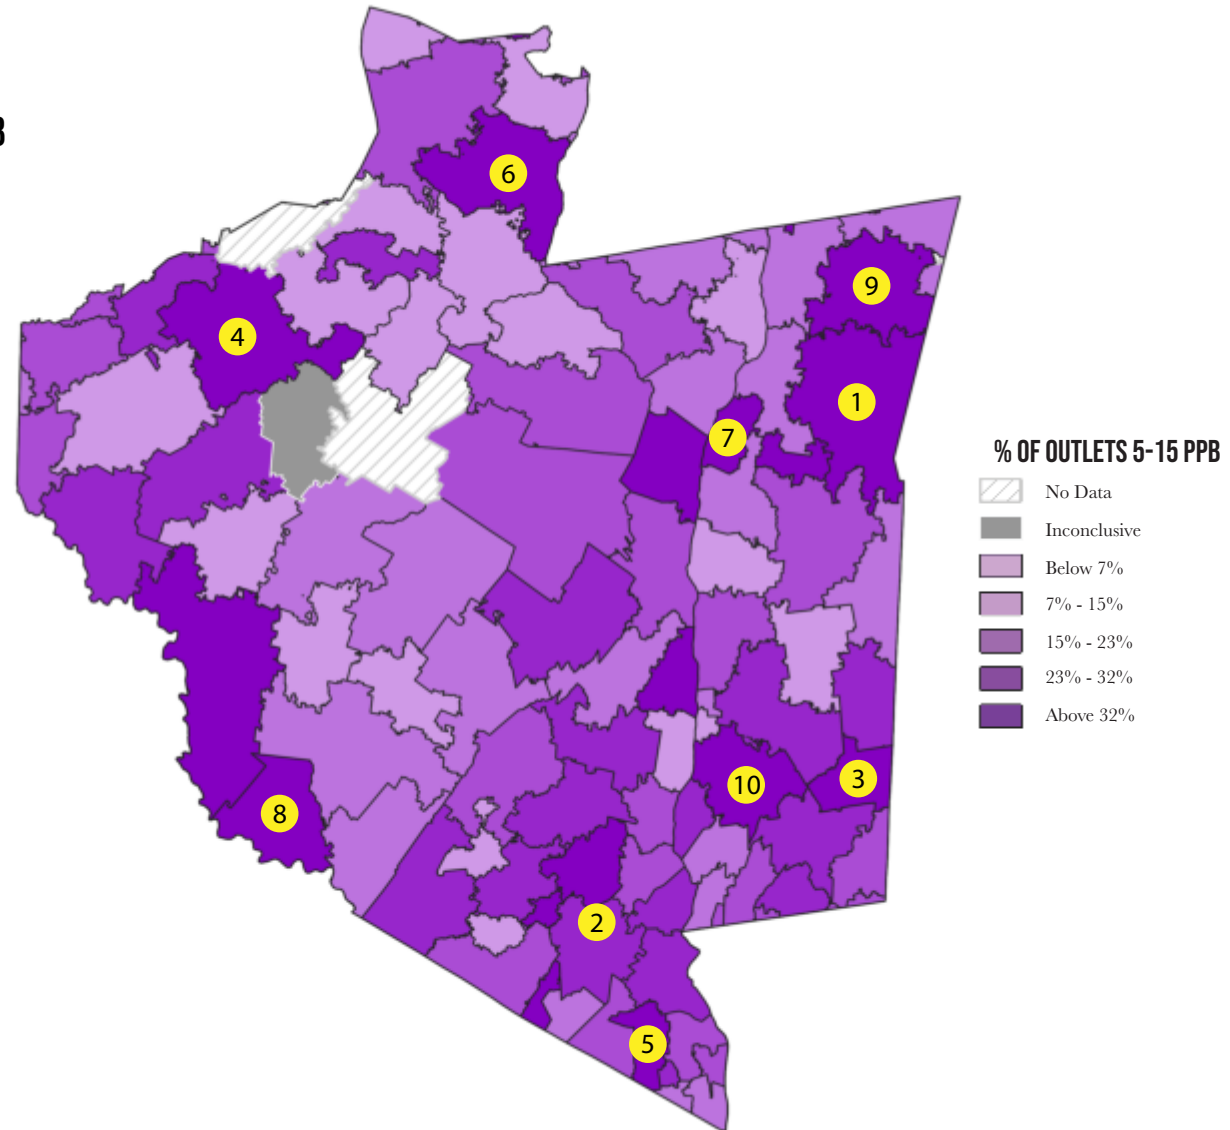 6
9
4
1
7
% OF OUTLETS 5-15 PPB
No Data
Inconclusive
Below 7%
7% - 15%
15% - 23%
23% - 32%
Above 32%
3
10
8
2
5